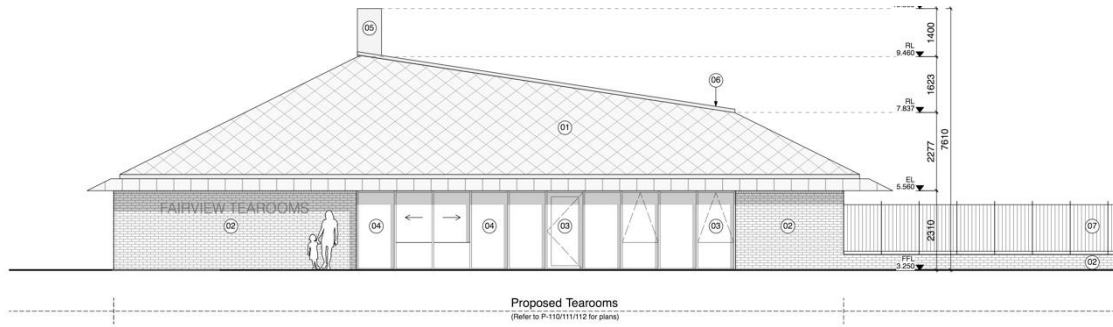 05
1400
RL
9.460
06
1623
RL
7.837
01
2277
7610
EL
5.560
FAIRVIEW TEAROOMS
02
04
04
03
03
02
2310
07
FFL
3.250
02
Proposed Tearooms
(Refer to P-110/111/112 for plans)